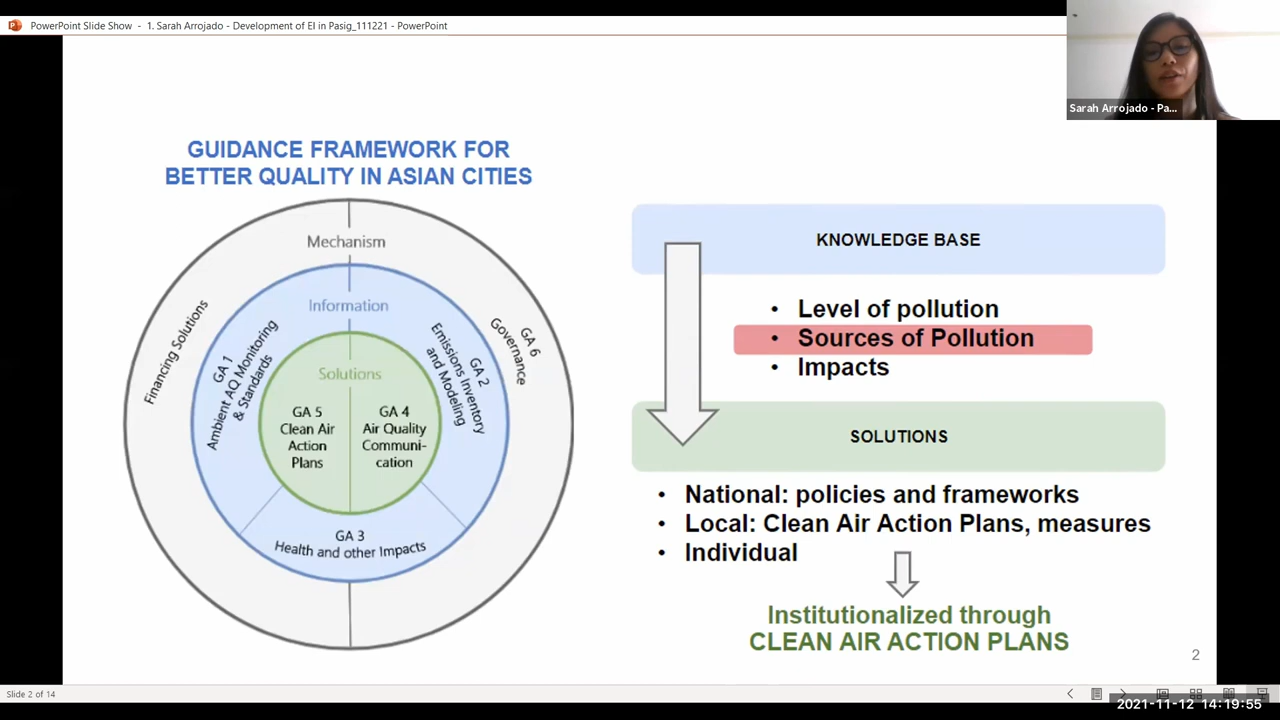 PowerPoint Slide Show - 1. Sarah Arrojado - Development of EI in Pasig_111221 - PowerPoint
Sarah Arrojado - Pa...
GUIDANCE FRAMEWORK FOR
BETTER QUALITY IN ASIAN CITIES
Mechanism
Financing Solutions
GA 6
Governance
Information
GA 1
Ambient AQ Monitoring
& Standards
GA 2
Emissions Inventory
and Modeling
GA 3
Health and other Impacts
Solutions
GA 5
Clean Air
Action
Plans
GA 4
Air Quality
Communi-
cation
KNOWLEDGE BASE
• Level of pollution
• Sources of Pollution
• Impacts
SOLUTIONS
• National: policies and frameworks
• Local: Clean Air Action Plans, measures
• Individual
Institutionalized through
CLEAN AIR ACTION PLANS
2
Slide 2 of 14
2021-11-12 14:19:55